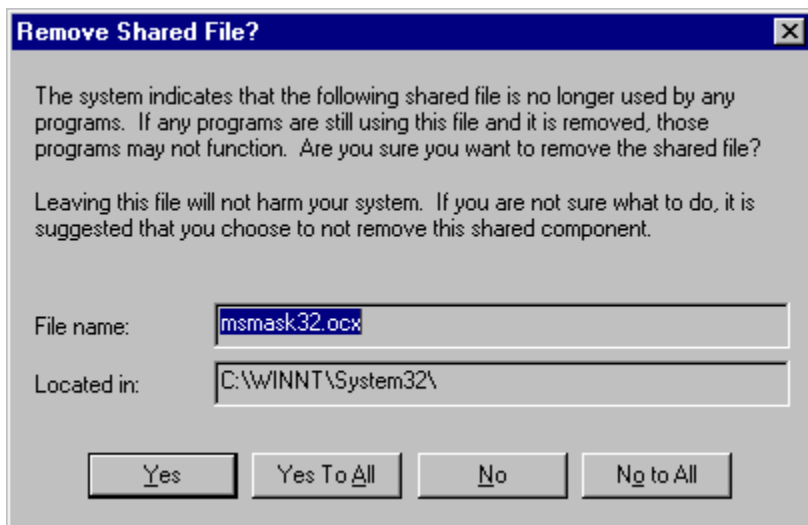 Remove Shared File?
The system indicates that the following shared file is no longer used by any
programs.  If any programs are still using this file and it is removed, those
programs may not function.  Are you sure you want to remove the shared file?
Leaving this file will not harm your system.  If you are not sure what to do, it is
suggested that you choose to not remove this shared component.
File name: msmask32.ocx
Located in: C:\WINNT\System32\
Yes Yes To All No No to All